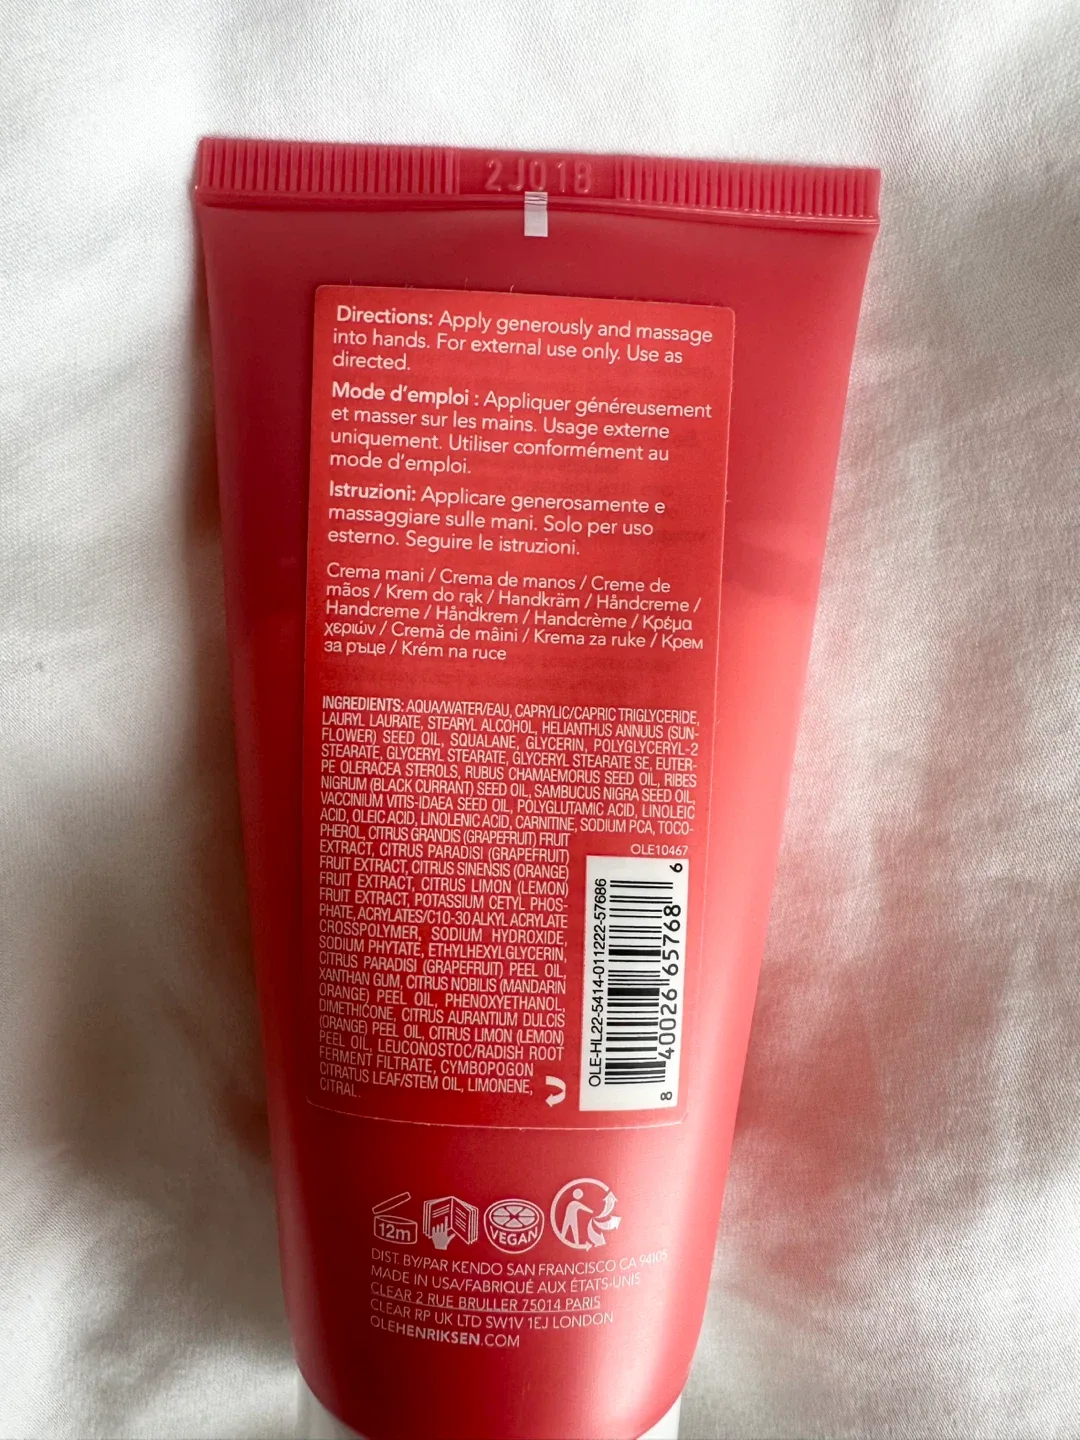 2J018
Directions: Apply generously and massage
into hands. For external use only. Use as
directed.
Mode d'emploi : Appliquer généreusement
et masser sur les mains. Usage externe
uniquement. Utiliser conformément au
mode d'emploi.
Istruzioni: Applicare generosamente e
massaggiare sulle mani. Solo per uso
esterno. Seguire le istruzioni.
Crema mani / Crema de manos / Creme de
mãos / Krem do rąk / Handkräm / Håndcreme /
Handcreme / Håndkrem / Handcrème / Κρέμα
χεριών / Cremă de mâini / Krema za ruke / Крем
за ръце / Krém na ruce
INGREDIENTS: AQUA/WATER/EAU, CAPRYLIC/CAPRIC TRIGLYCERIDE,
LAURYL LAURATE, STEARYL ALCOHOL, HELIANTHUS ANNUUS (SUN-
FLOWER) SEED OIL, SQUALANE, GLYCERIN, POLYGLYCERYL-2
STEARATE, GLYCERYL STEARATE, GLYCERYL STEARATE SE, EUTER-
PE OLERACEA STEROLS, RUBUS CHAMAEMORUS SEED OIL, RIBES
NIGRUM (BLACK CURRANT) SEED OIL, SAMBUCUS NIGRA SEED OIL,
VACCINIUM VITIS-IDAEA SEED OIL, POLYGLUTAMIC ACID, LINOLEIC
ACID, OLEIC ACID, LINOLENIC ACID, CARNITINE, SODIUM PCA, TOCO-
PHEROL, CITRUS GRANDIS (GRAPEFRUIT) FRUIT
EXTRACT, CITRUS PARADISI (GRAPEFRUIT)
FRUIT EXTRACT, CITRUS SINENSIS (ORANGE)
FRUIT EXTRACT, CITRUS LIMON (LEMON)
FRUIT EXTRACT, POTASSIUM CETYL PHOS-
PHATE, ACRYLATES/C10-30 ALKYL ACRYLATE
CROSSPOLYMER, SODIUM HYDROXIDE,
SODIUM PHYTATE, ETHYLHEXYLGLYCERIN,
CITRUS PARADISI (GRAPEFRUIT) PEEL OIL,
XANTHAN GUM, CITRUS NOBILIS (MANDARIN
ORANGE) PEEL OIL, PHENOXYETHANOL,
DIMETHICONE, CITRUS AURANTIUM DULCIS
(ORANGE) PEEL OIL, CITRUS LIMON (LEMON)
PEEL OIL, LEUCONOSTOC/RADISH ROOT
FERMENT FILTRATE, CYMBOPOGON
CITRATUS LEAF/STEM OIL, LIMONENE,
CITRAL.
OLE10467
OLE-HL22-5414-011222-57686
8 40026 65768 6
12m
VEGAN
DIST. BY/PAR KENDO SAN FRANCISCO CA 94105
MADE IN USA/FABRIQUÉ AUX ÉTATS-UNIS
CLEAR 2 RUE BRULLER 75014 PARIS
CLEAR RP UK LTD SW1V 1EJ LONDON
OLEHENRIKSEN.COM